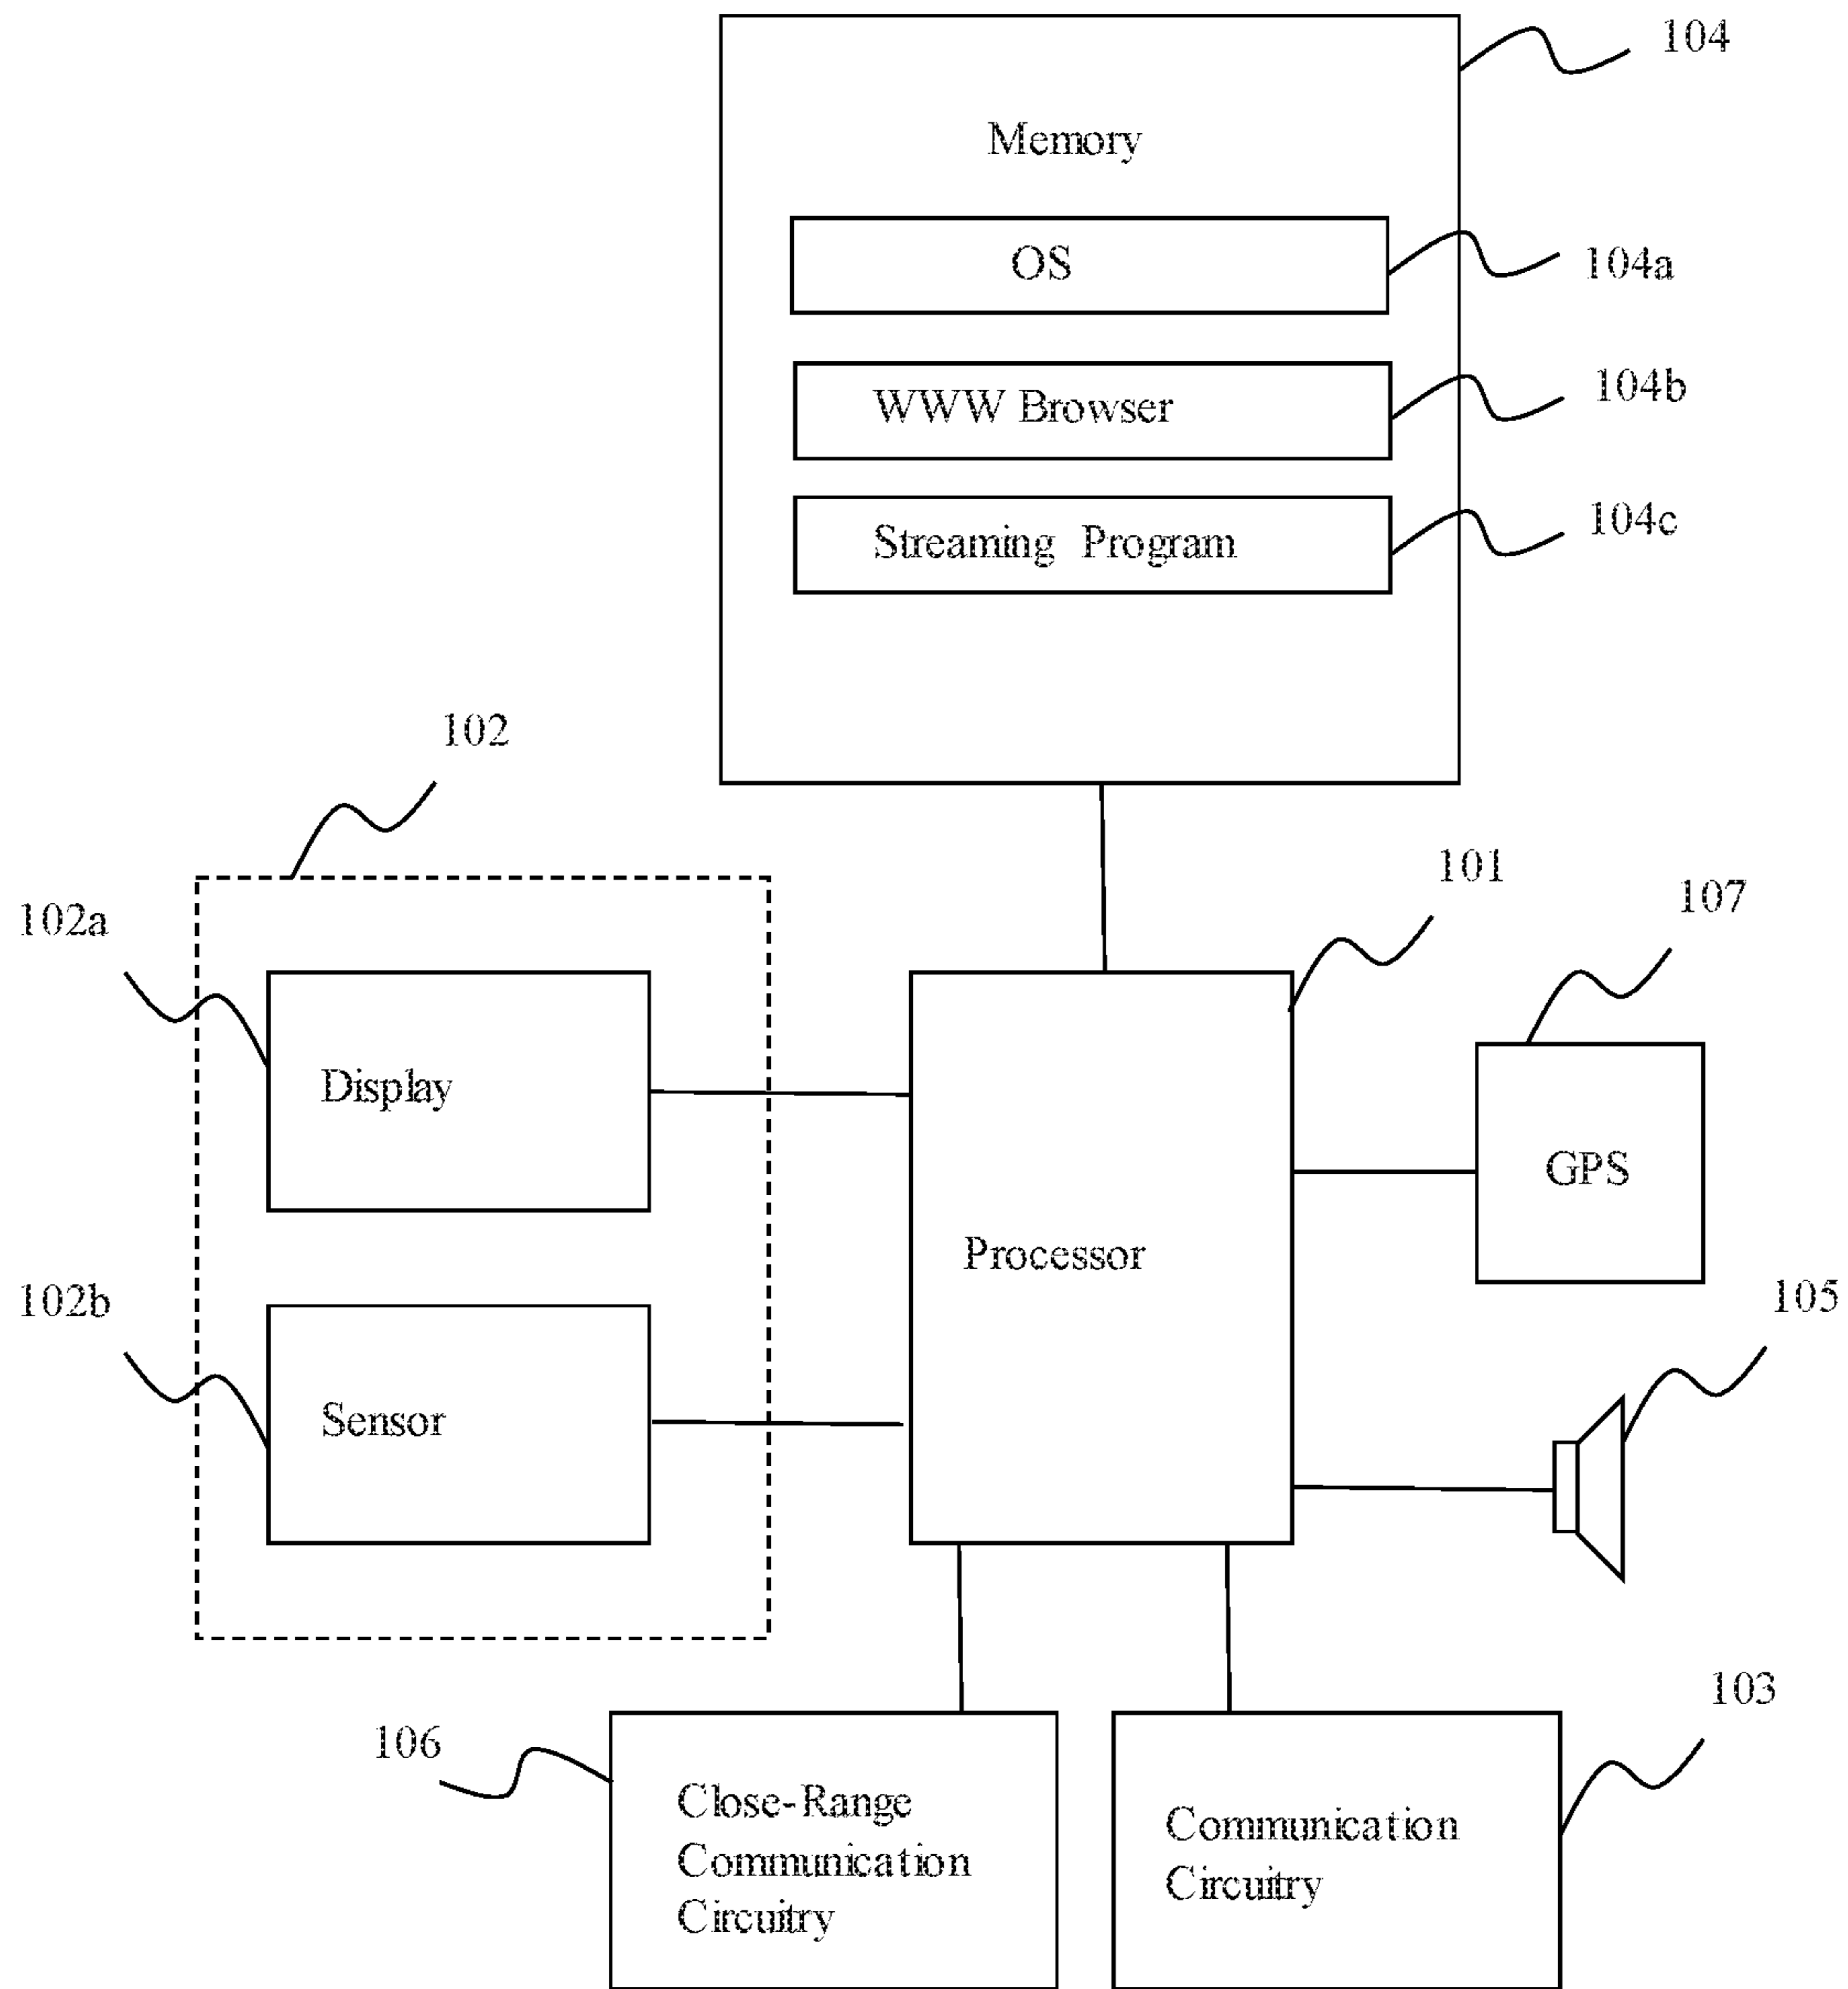 104
Memory
OS
104a
WWW Browser
104b
Streaming Program
104c
102
101
107
102a
Display
GPS
Processor
102b
105
Sensor
103
106
Close-Range
Communication
Circuitry
Communication
Circuitry